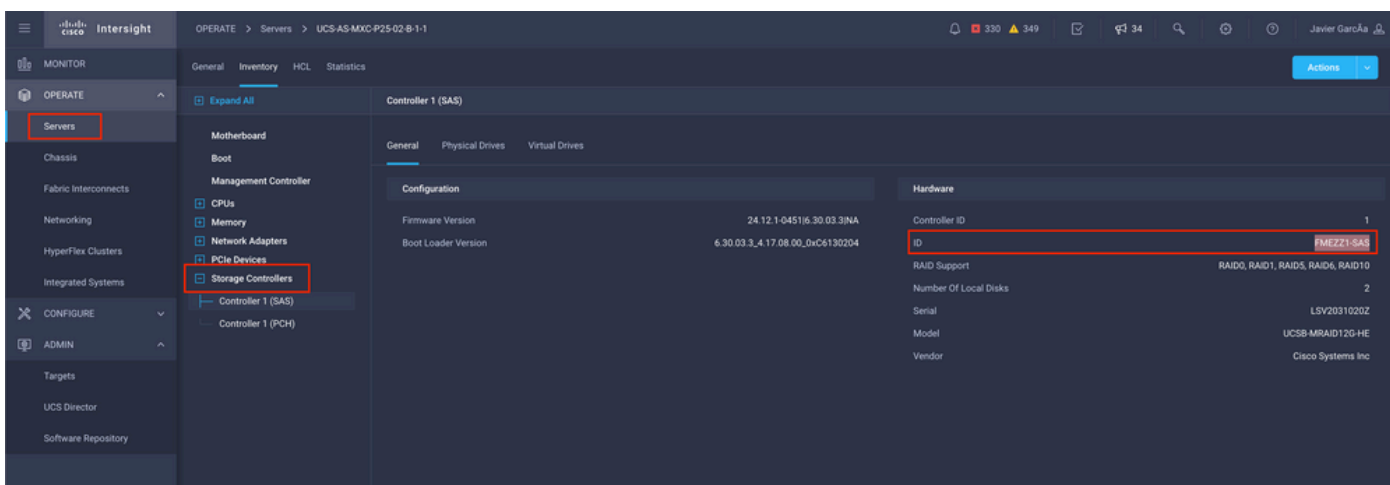 cisco Intersight
OPERATE > Servers > UCS-AS-MXC-P25-02-B-1-1
330 349 34 Javier GarcÃa
MONITOR
OPERATE
Servers
Chassis
Fabric Interconnects
Networking
HyperFlex Clusters
Integrated Systems
CONFIGURE
ADMIN
Targets
UCS Director
Software Repository
General Inventory HCL Statistics
Actions
Expand All
Motherboard
Boot
Management Controller
CPUs
Memory
Network Adapters
PCIe Devices
Storage Controllers
Controller 1 (SAS)
Controller 1 (PCH)
Controller 1 (SAS)
General Physical Drives Virtual Drives
Configuration
Firmware Version 24.12.1-0451|6.30.03.3|NA
Boot Loader Version 6.30.03.3_4.17.08.00_0xC6130204
Hardware
Controller ID 1
ID FMEZZ1-SAS
RAID Support RAID0, RAID1, RAID5, RAID6, RAID10
Number Of Local Disks 2
Serial LSV2031020Z
Model UCSB-MRAID12G-HE
Vendor Cisco Systems Inc